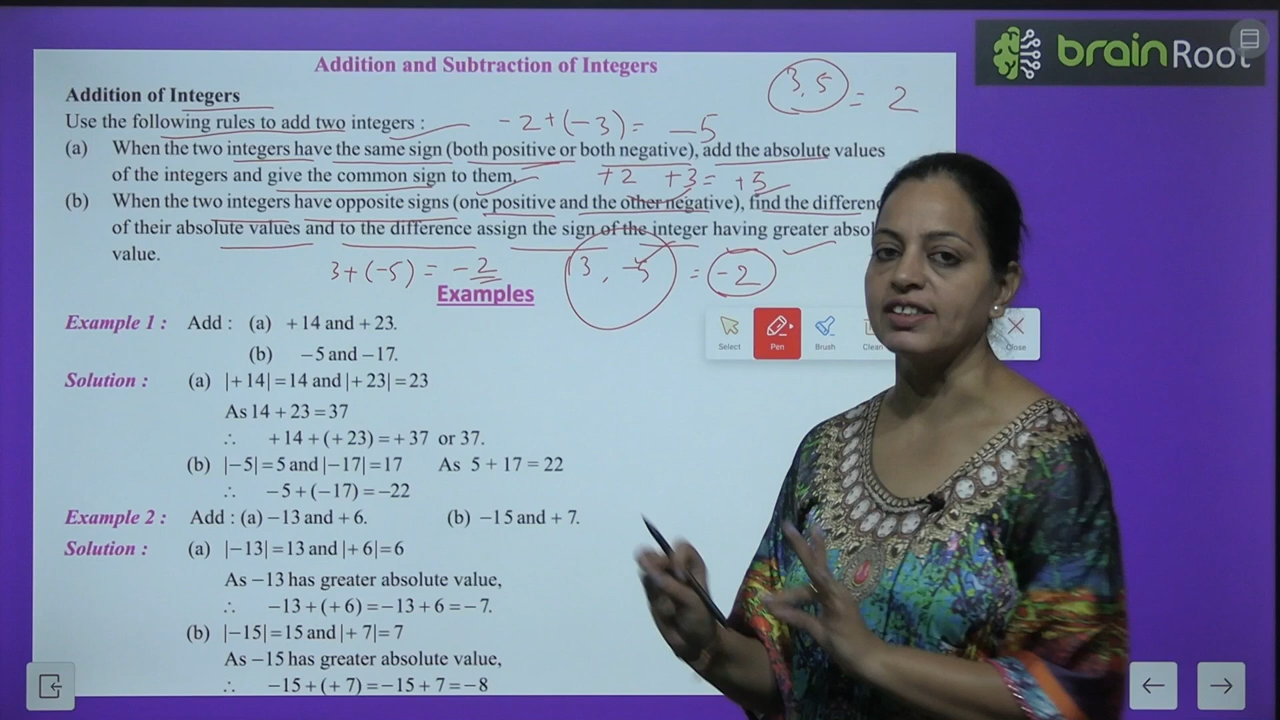 Addition and Subtraction of Integers
brainRoot
3, 5 = 2
Addition of Integers
Use the following rules to add two integers :
-2+(-3)= -5
(a) When the two integers have the same sign (both positive or both negative), add the absolute values
of the integers and give the common sign to them.
+2 +3 = +5
(b) When the two integers have opposite signs (one positive and the other negative), find the differen
of their absolute values and to the difference assign the sign of the integer having greater absol
value.
3+(-5) = -2
3, -5 = -2
Examples
Example 1 : Add : (a) +14 and +23.
(b) −5 and −17.
Select Pen Brush Clean Close
Solution : (a) |+14|=14 and |+23|=23
As 14+23=37
∴ +14+(+23)=+37 or 37.
(b) |−5|=5 and |−17|=17 As 5+17=22
∴ −5+(−17)=−22
Example 2 : Add : (a) −13 and +6. (b) −15 and +7.
Solution : (a) |−13|=13 and |+6|=6
As −13 has greater absolute value,
∴ −13+(+6)=−13+6=−7.
(b) |−15|=15 and |+7|=7
As −15 has greater absolute value,
∴ −15+(+7)=−15+7=−8